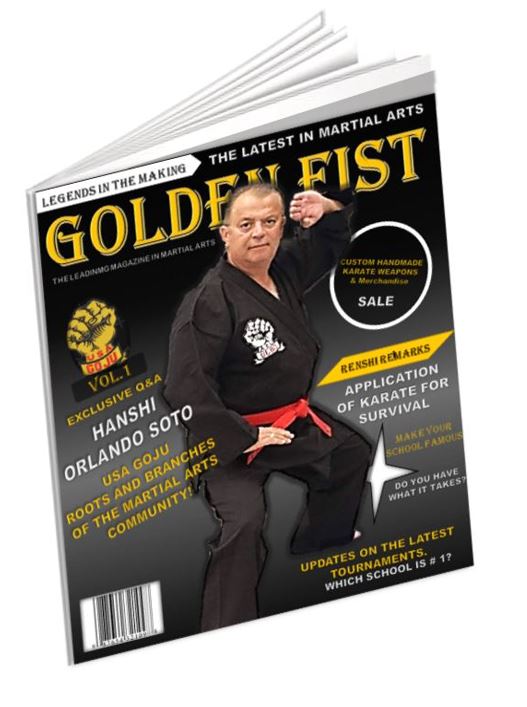 LEGENDS IN THE MAKING
THE LATEST IN MARTIAL ARTS
GOLDEN FIST
THE LEADINMG MAGAZINE IN MARTIAL ARTS
CUSTOM HANDMADE
KARATE WEAPONS
& Merchandise
SALE
USA
GOJU
VOL.1
EXCLUSIVE Q&A
HANSHI
ORLANDO SOTO
USA GOJU
ROOTS AND BRANCHES
OF THE MARTIAL ARTS
COMMUNITY!
RENSHI REMARKS
APPLICATION
OF KARATE FOR
SURVIVAL
MAKE YOUR
SCHOOL FAMOUS
DO YOU HAVE
WHAT IT TAKES?
UPDATES ON THE LATEST
TOURNAMENTS.
WHICH SCHOOL IS # 1?